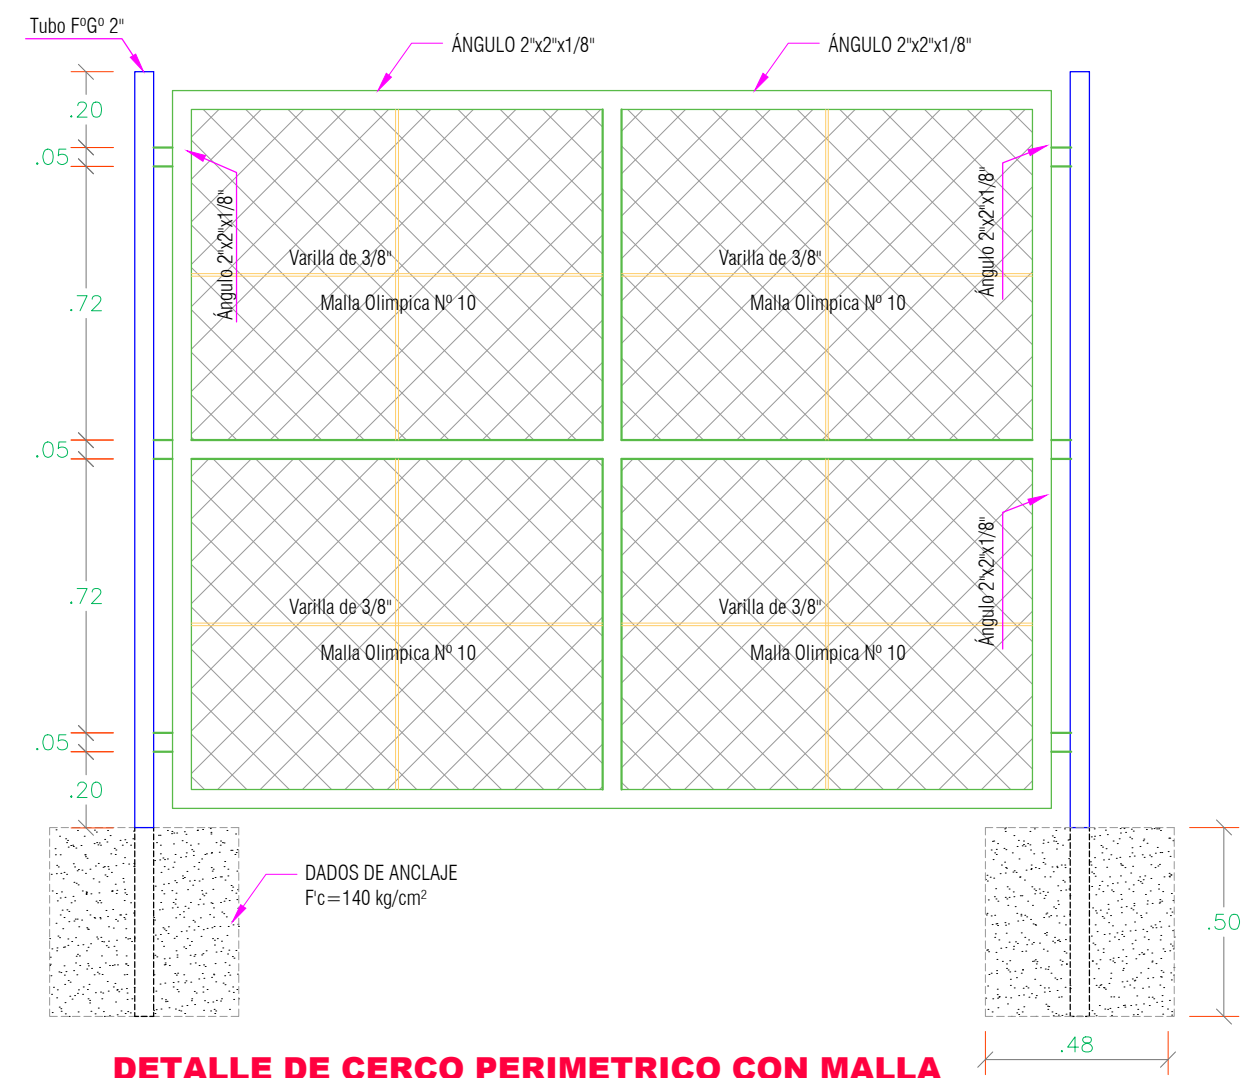 Tubo FºGº 2"
ÁNGULO 2"x2"x1/8"
ÁNGULO 2"x2"x1/8"
.20
.05
.72
.05
.72
.05
.20
Ángulo 2"x2"x1/8"
Ángulo 2"x2"x1/8"
Varilla de 3/8"
Malla Olimpica Nº 10
Varilla de 3/8"
Malla Olimpica Nº 10
Ángulo 2"x2"x1/8"
Varilla de 3/8"
Malla Olimpica Nº 10
Varilla de 3/8"
Malla Olimpica Nº 10
DADOS DE ANCLAJE
F'c=140 kg/cm²
.50
.48
DETALLE DE CERCO PERIMETRICO CON MALLA